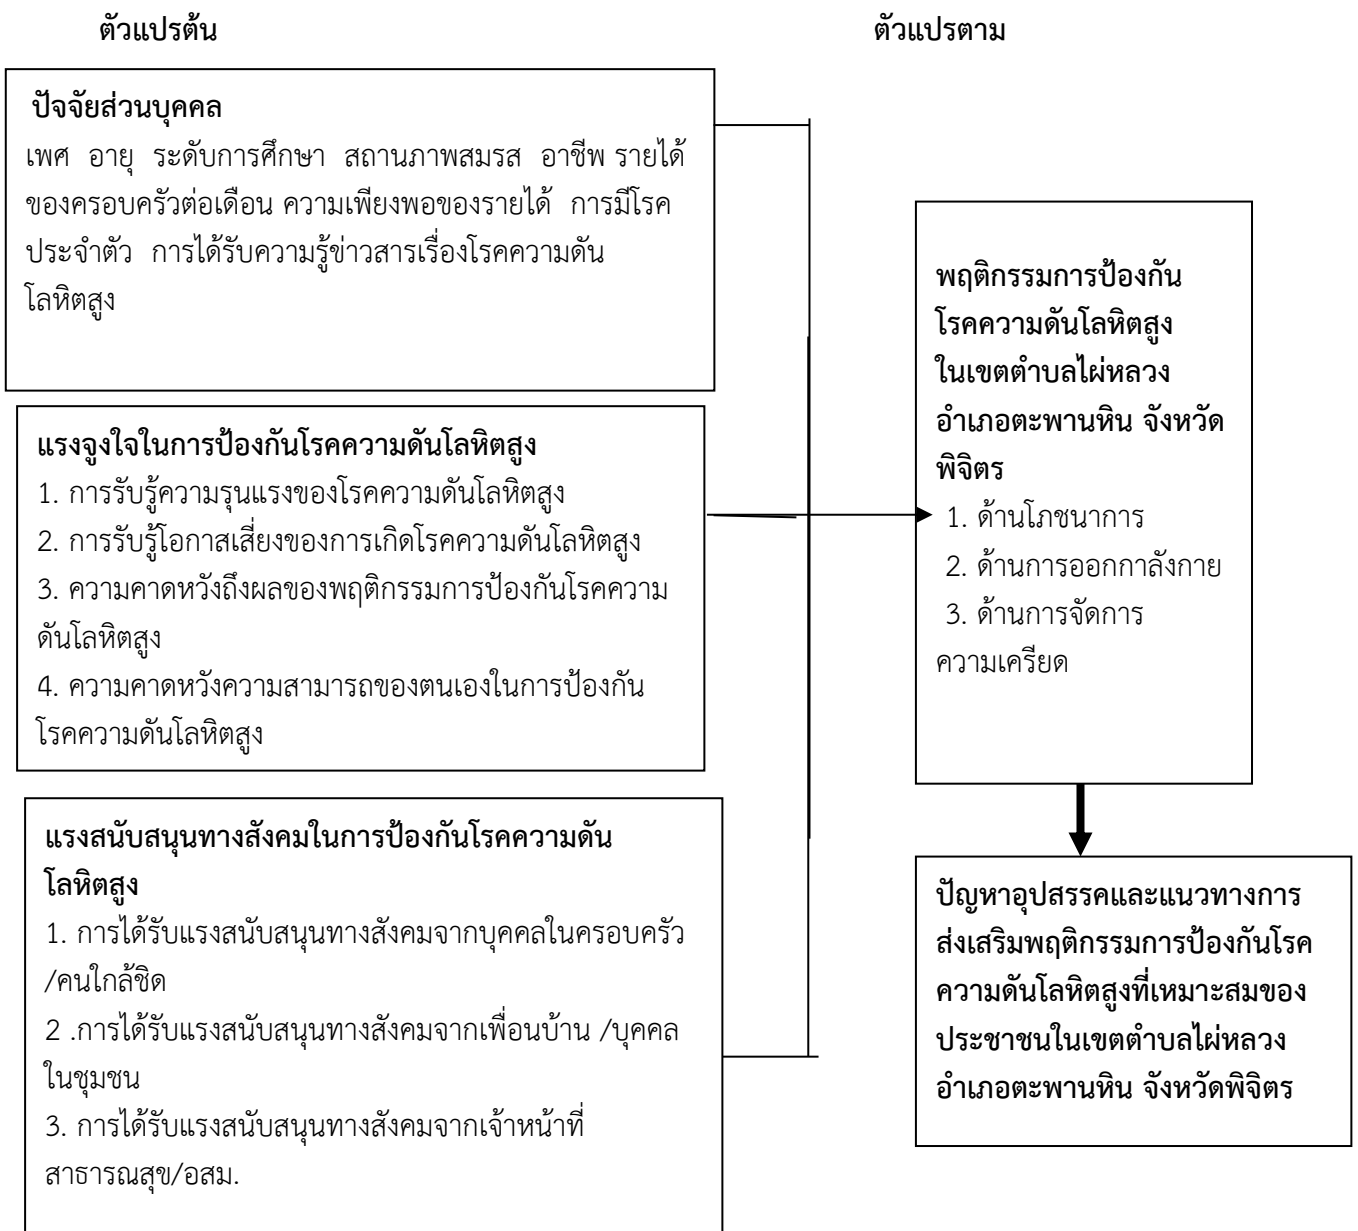 ตัวแปรต้น
ตัวแปรตาม
ปัจจัยส่วนบุคคล
เพศ อายุ ระดับการศึกษา สถานภาพสมรส อาชีพ รายได้
ของครอบครัวต่อเดือน ความเพียงพอของรายได้ การมีโรค
ประจำตัว การได้รับความรู้ข่าวสารเรื่องโรคความดัน
โลหิตสูง
แรงจูงใจในการป้องกันโรคความดันโลหิตสูง
1. การรับรู้ความรุนแรงของโรคความดันโลหิตสูง
2. การรับรู้โอกาสเสี่ยงของการเกิดโรคความดันโลหิตสูง
3. ความคาดหวังถึงผลของพฤติกรรมการป้องกันโรคความ
ดันโลหิตสูง
4. ความคาดหวังความสามารถของตนเองในการป้องกัน
โรคความดันโลหิตสูง
แรงสนับสนุนทางสังคมในการป้องกันโรคความดัน
โลหิตสูง
1. การได้รับแรงสนับสนุนทางสังคมจากบุคคลในครอบครัว
/คนใกล้ชิด
2 .การได้รับแรงสนับสนุนทางสังคมจากเพื่อนบ้าน /บุคคล
ในชุมชน
3. การได้รับแรงสนับสนุนทางสังคมจากเจ้าหน้าที่
สาธารณสุข/อสม.
พฤติกรรมการป้องกัน
โรคความดันโลหิตสูง
ในเขตตำบลไผ่หลวง
อำเภอตะพานหิน จังหวัด
พิจิตร
1. ด้านโภชนาการ
2. ด้านการออกกาลังกาย
3. ด้านการจัดการ
ความเครียด
ปัญหาอุปสรรคและแนวทางการ
ส่งเสริมพฤติกรรมการป้องกันโรค
ความดันโลหิตสูงที่เหมาะสมของ
ประชาชนในเขตตำบลไผ่หลวง
อำเภอตะพานหิน จังหวัดพิจิตร